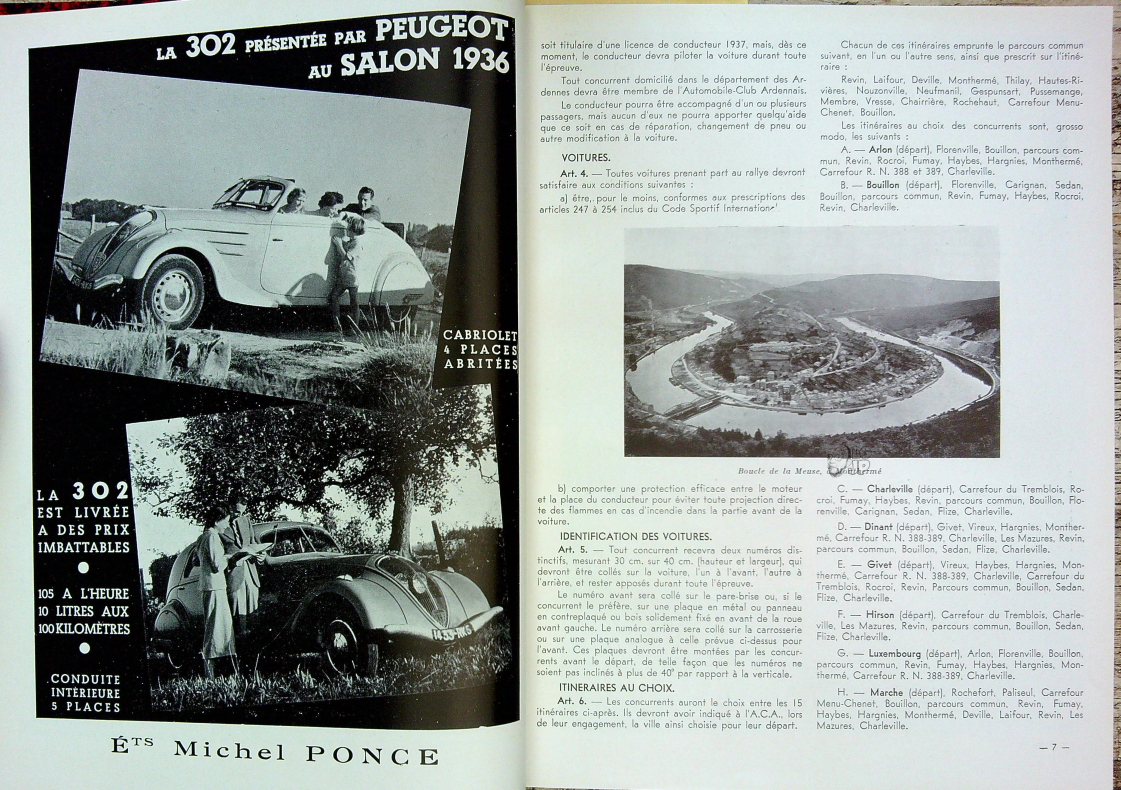 LA 302 PRÉSENTÉE PAR PEUGEOT
AU SALON 1936
CABRIOLET
4 PLACES
ABRITÉES
LA 302
EST LIVRÉE
A DES PRIX
IMBATTABLES
105 A L'HEURE
10 LITRES AUX
100 KILOMÈTRES
CONDUITE
INTÉRIEURE
5 PLACES
ÉTS Michel PONCE
soit titulaire d'une licence de conducteur 1937, mais, dès ce
moment, le conducteur devra piloter la voiture durant toute
l'épreuve.
Tout concurrent domicilié dans le département des Ar-
dennes devra être membre de l'Automobile-Club Ardennais.
Le conducteur pourra être accompagné d'un ou plusieurs
passagers, mais aucun d'eux ne pourra apporter quelqu'aide
que ce soit en cas de réparation, changement de pneu ou
autre modification à la voiture.
VOITURES.
Art. 4. — Toutes voitures prenant part au rallye devront
satisfaire aux conditions suivantes :
a) être, pour le moins, conformes aux prescriptions des
articles 247 à 254 inclus du Code Sportif International
b) comporter une protection efficace entre le moteur
et la place du conducteur pour éviter toute projection direc-
te des flammes en cas d'incendie dans la partie avant de la
voiture.
IDENTIFICATION DES VOITURES.
Art. 5. — Tout concurrent recevra deux numéros dis-
tinctifs, mesurant 30 cm. sur 40 cm. (hauteur et largeur), qui
devront être collés sur la voiture, l'un à l'avant, l'autre à
l'arrière, et rester apposés durant toute l'épreuve.
Le numéro avant sera collé sur le pare-brise ou, si le
concurrent le préfère, sur une plaque en métal ou panneau
en contreplaqué ou bois solidement fixé en avant de la roue
avant gauche. Le numéro arrière sera collé sur la carrosserie
ou sur une plaque analogue à celle prévue ci-dessus pour
l'avant. Ces plaques devront être montées par les concur-
rents avant le départ, de telle façon que les numéros ne
soient pas inclinés à plus de 40° par rapport à la verticale.
ITINERAIRES AU CHOIX.
Art. 6. — Les concurrents auront le choix entre les 15
itinéraires ci-après. Ils devront avoir indiqué à l'A.C.A., lors
de leur engagement, la ville ainsi choisie pour leur départ.
Chacun de ces itinéraires emprunte le parcours commun
suivant, en l'un ou l'autre sens, ainsi que prescrit sur l'itiné-
raire :
Revin, Laifour, Deville, Monthermé, Thilay, Hautes-Ri-
vières, Nouzonville, Neufmanil, Gespunsart, Pussemange,
Membre, Vresse, Chairrière, Rochehaut, Carrefour Menu-
Chenet, Bouillon.
Les itinéraires au choix des concurrents sont, grosso
modo, les suivants :
A. — Arlon (départ), Florenville, Bouillon, parcours com-
mun, Revin, Rocroi, Fumay, Haybes, Hargnies, Monthermé,
Carrefour R. N. 388 et 389, Charleville.
B. — Bouillon (départ), Florenville, Carignan, Sedan,
Bouillon, parcours commun, Revin, Fumay, Haybes, Rocroi,
Revin, Charleville.
Boucle de la Meuse, à Monthermé
C. — Charleville (départ), Carrefour du Tremblois, Ro-
croi, Fumay, Haybes, Revin, parcours commun, Bouillon, Flo-
renville, Carignan, Sedan, Flize, Charleville.
D. — Dinant (départ), Givet, Vireux, Hargnies, Monther-
mé, Carrefour R. N. 388-389, Charleville, Les Mazures, Revin,
parcours commun, Bouillon, Sedan, Flize, Charleville.
E. — Givet (départ), Vireux, Haybes, Hargnies, Mon-
thermé, Carrefour R. N. 388-389, Charleville, Carrefour du
Tremblois, Rocroi, Revin, Parcours commun, Bouillon, Sedan,
Flize, Charleville.
F. — Hirson (départ), Carrefour du Tremblois, Charle-
ville, Les Mazures, Revin, parcours commun, Bouillon, Sedan,
Flize, Charleville.
G. — Luxembourg (départ), Arlon, Florenville, Bouillon,
parcours commun, Revin, Fumay, Haybes, Hargnies, Mon-
thermé, Carrefour R. N. 388-389, Charleville.
H. — Marche (départ), Rochefort, Paliseul, Carrefour
Menu-Chenet, Bouillon, parcours commun, Revin, Fumay,
Haybes, Hargnies, Monthermé, Deville, Laifour, Revin, Les
Mazures, Charleville.
— 7 —